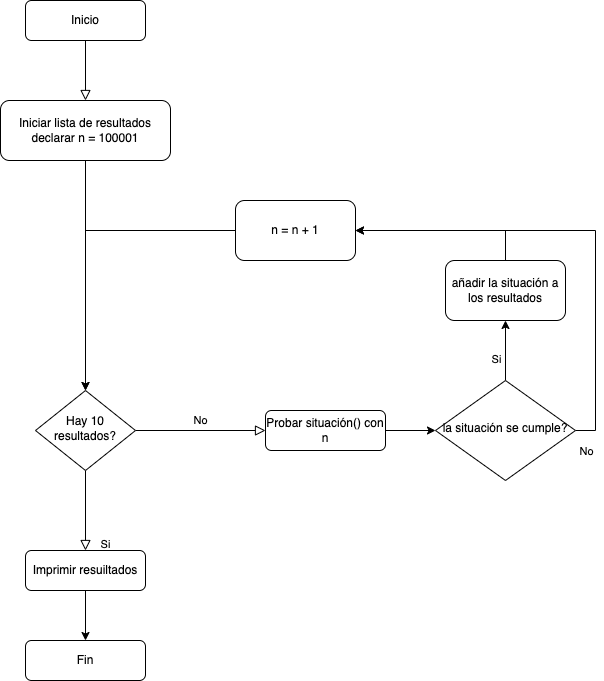 Inicio
Iniciar lista de resultados
declarar n = 100001
n = n + 1
añadir la situación a
los resultados
Si
Hay 10
resultados?
No
Probar situación() con
n
la situación se cumple?
No
Si
Imprimir resuiltados
Fin